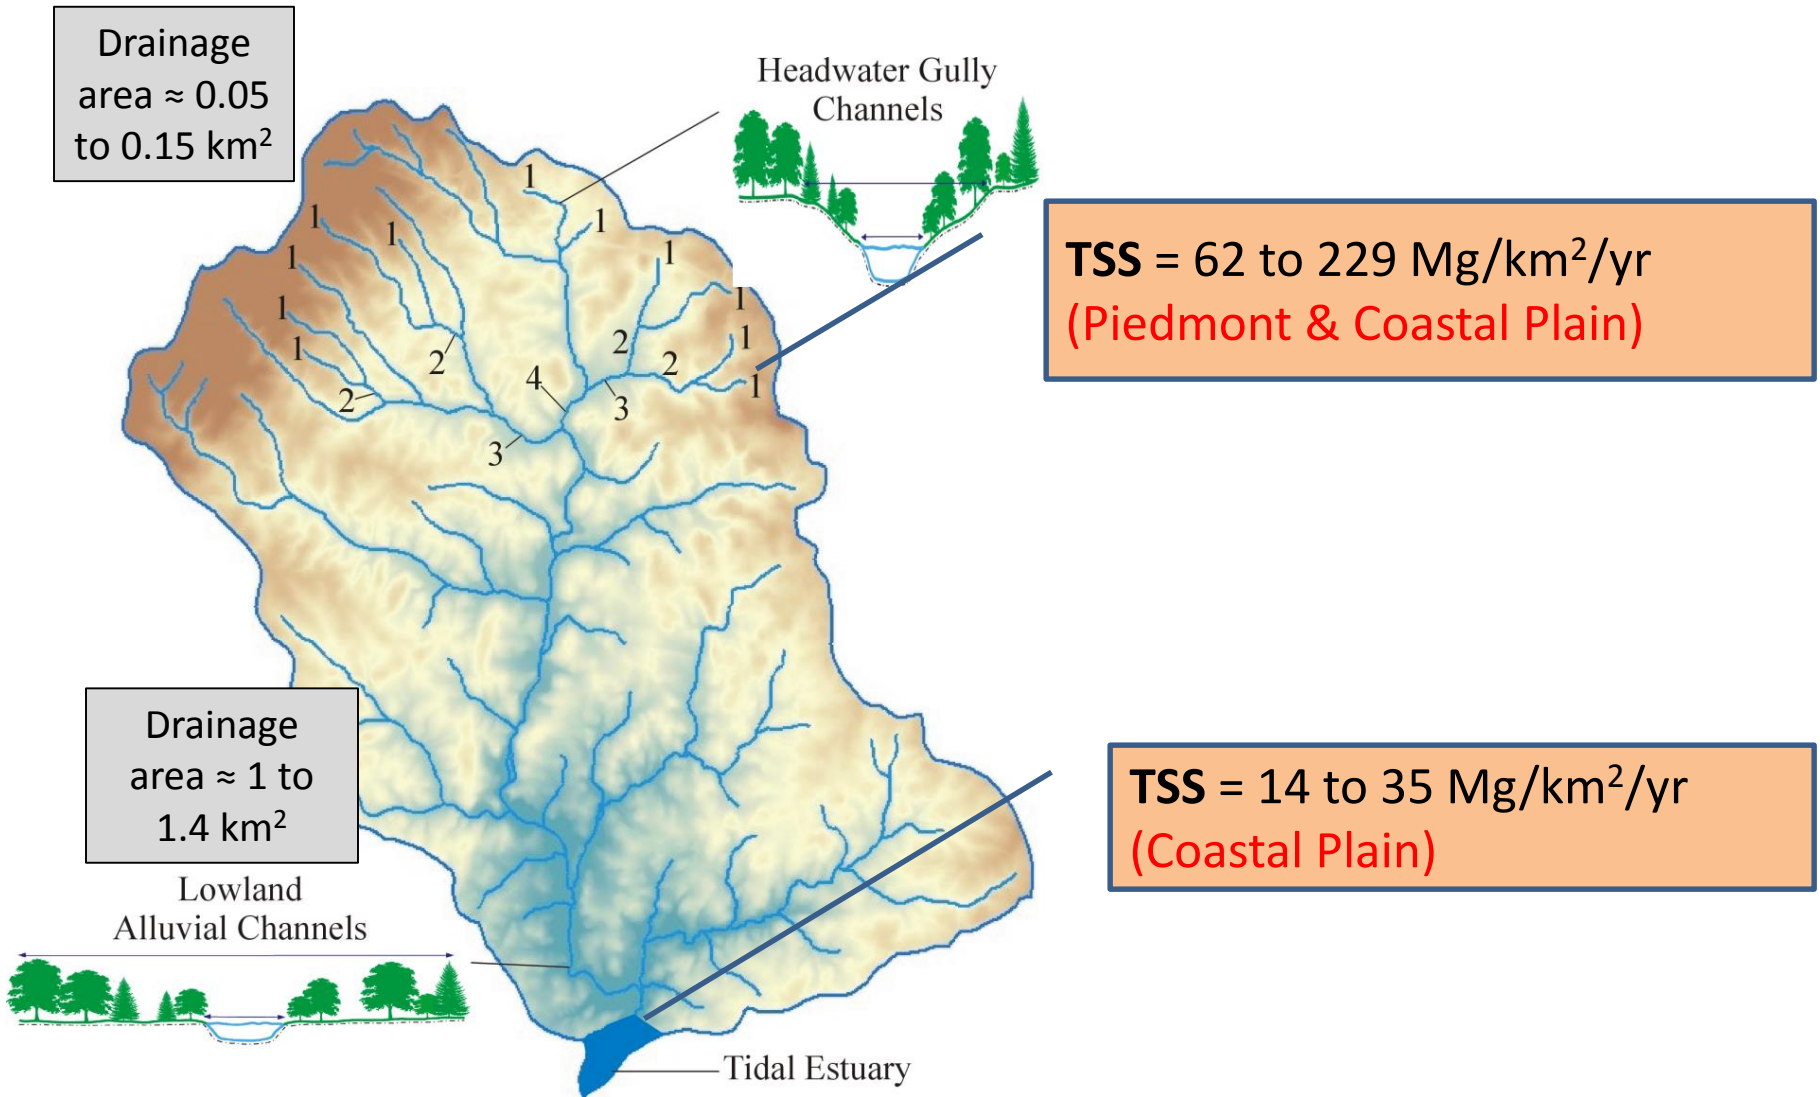 Drainage
area ≈ 0.05
to 0.15 km²
Headwater Gully
Channels
TSS = 62 to 229 Mg/km²/yr
(Piedmont & Coastal Plain)
1
1
1
1
1
1
1
1
1
1
1
2
2
2
2
3
4
3
Drainage
area ≈ 1 to
1.4 km²
TSS = 14 to 35 Mg/km²/yr
(Coastal Plain)
Lowland
Alluvial Channels
Tidal Estuary